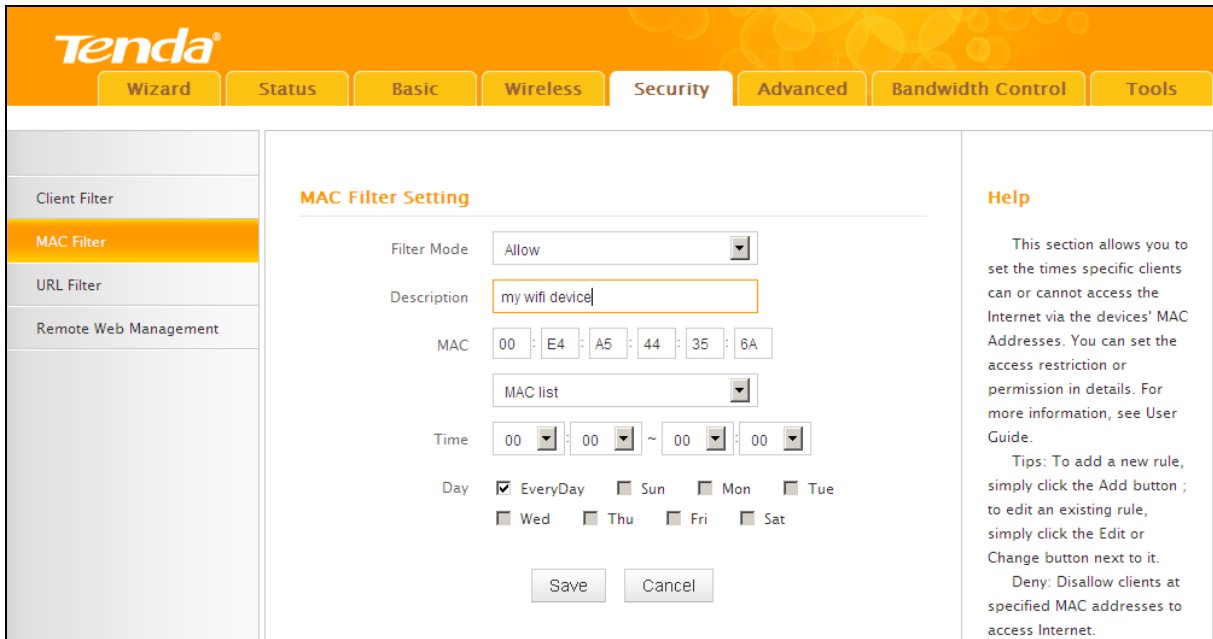 Tenda®
Wizard Status Basic Wireless Security Advanced Bandwidth Control Tools
Client Filter
MAC Filter
URL Filter
Remote Web Management
MAC Filter Setting
Filter Mode Allow
Description my wifi device
MAC 00 : E4 : A5 : 44 : 35 : 6A
MAC list
Time 00 : 00 ~ 00 : 00
Day EveryDay Sun Mon Tue
Wed Thu Fri Sat
Save Cancel
Help
This section allows you to
set the times specific clients
can or cannot access the
Internet via the devices' MAC
Addresses. You can set the
access restriction or
permission in details. For
more information, see User
Guide.
Tips: To add a new rule,
simply click the Add button ;
to edit an existing rule,
simply click the Edit or
Change button next to it.
Deny: Disallow clients at
specified MAC addresses to
access Internet.